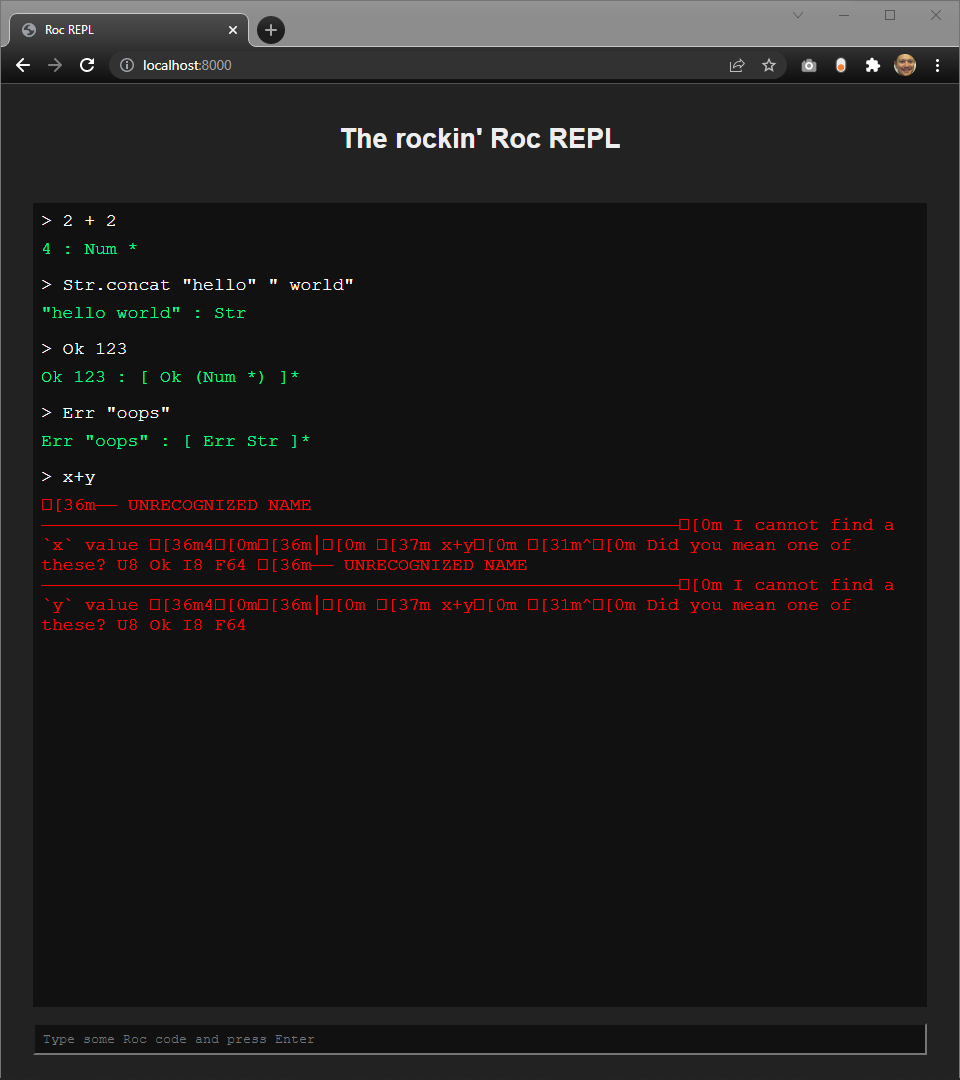 Roc REPL
localhost:8000
The rockin' Roc REPL
> 2 + 2
4 : Num *
> Str.concat "hello" " world"
"hello world" : Str
> Ok 123
Ok 123 : [ Ok (Num *) ]*
> Err "oops"
Err "oops" : [ Err Str ]*
> x+y
□[36m── UNRECOGNIZED NAME
───────────────────────────────────────────────────────────□[0m I cannot find a
`x` value □[36m4□[0m□[36m│□[0m □[37m x+y□[0m □[31m^□[0m Did you mean one of
these? U8 Ok I8 F64 □[36m── UNRECOGNIZED NAME
───────────────────────────────────────────────────────────□[0m I cannot find a
`y` value □[36m4□[0m□[36m│□[0m □[37m x+y□[0m □[31m^□[0m Did you mean one of
these? U8 Ok I8 F64
Type some Roc code and press Enter